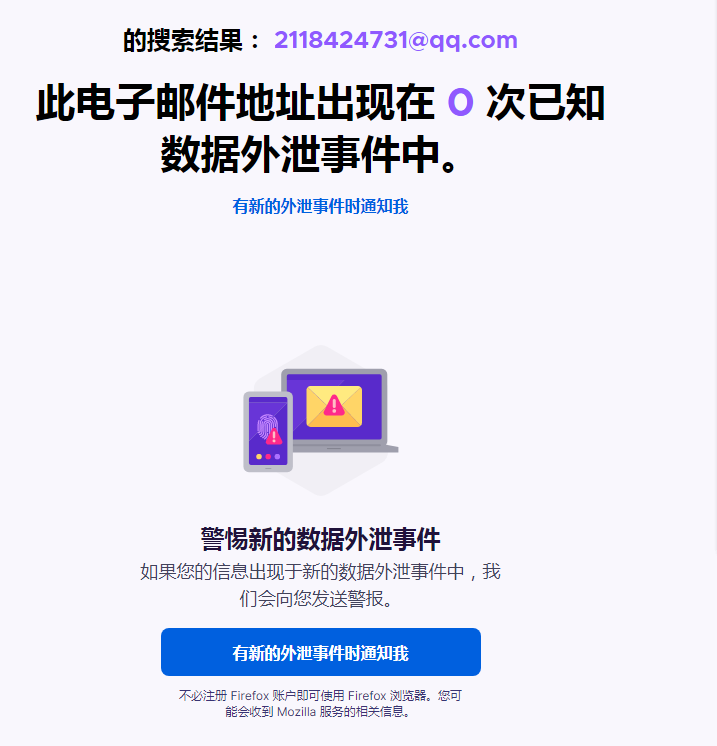 的搜索结果： 2118424731@qq.com
此电子邮件地址出现在 0 次已知
数据外泄事件中。
有新的外泄事件时通知我
警惕新的数据外泄事件
如果您的信息出现于新的数据外泄事件中，我
们会向您发送警报。
有新的外泄事件时通知我
不必注册 Firefox 账户即可使用 Firefox 浏览器。您可
能会收到 Mozilla 服务的相关信息。